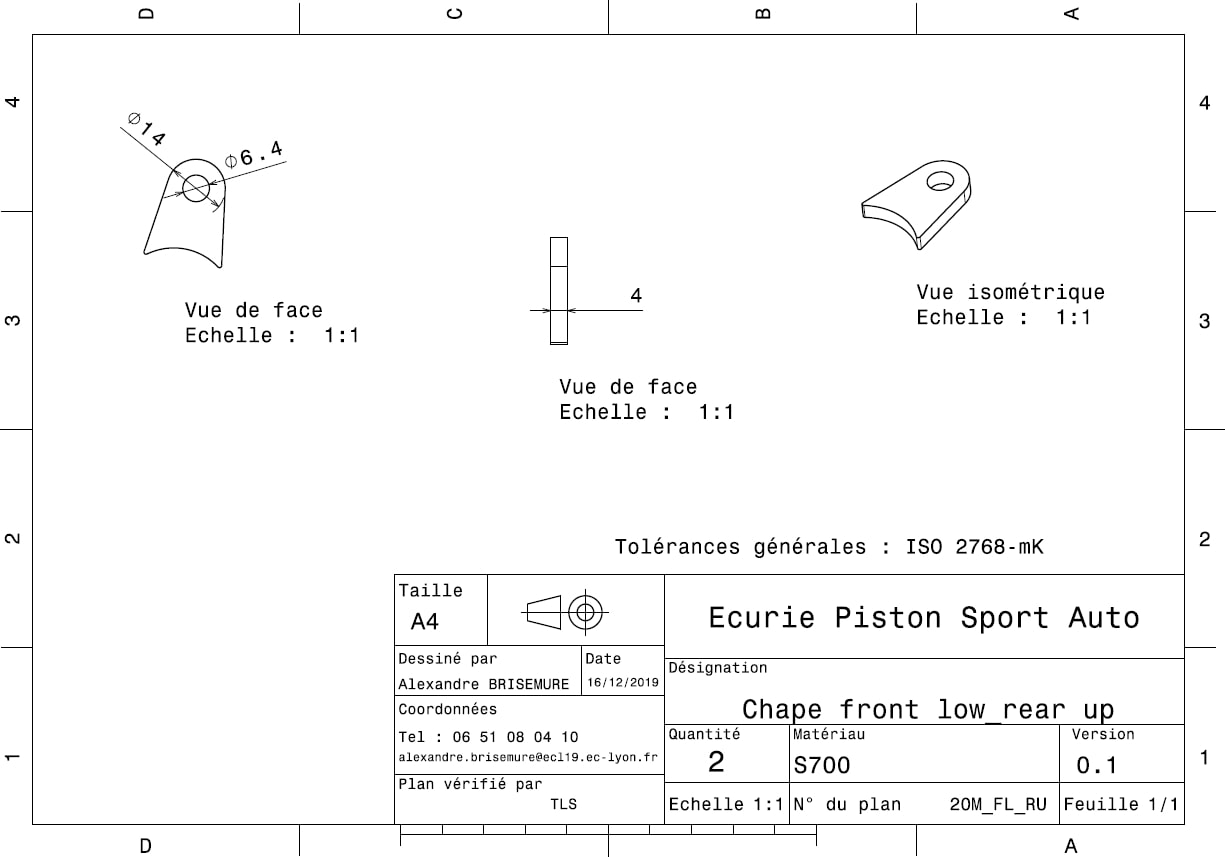 D C B A
4 4
Ø14
Ø6.4
Vue de face
Echelle : 1:1
4
Vue de face
Echelle : 1:1
Vue isométrique
Echelle : 1:1
3 3
2 2
Tolérances générales : ISO 2768-mK
Taille
A4
Ecurie Piston Sport Auto
Dessiné par
Alexandre BRISEMURE
Date
16/12/2019
Désignation
Chape front low_rear up
Coordonnées
Tel : 06 51 08 04 10
alexandre.brisemure@ecl19.ec-lyon.fr
Quantité
2
Matériau
S700
Version
0.1
Plan vérifié par
TLS
Echelle 1:1
N° du plan 20M_FL_RU
Feuille 1/1
1 1
D A